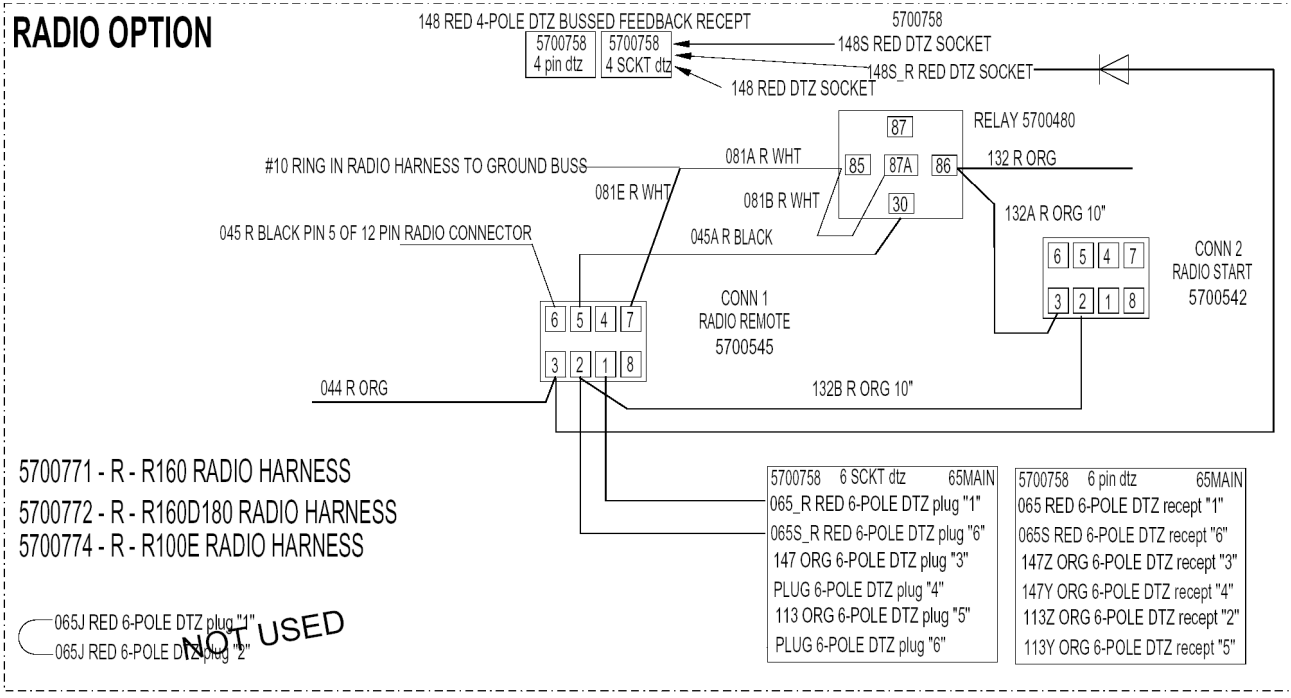 RADIO OPTION
148 RED 4-POLE DTZ BUSSED FEEDBACK RECEPT
5700758
4 pin dtz
5700758
4 SCKT dtz
5700758
148S RED DTZ SOCKET
148S_R RED DTZ SOCKET
148 RED DTZ SOCKET
RELAY 5700480
87
85
87A
86
30
#10 RING IN RADIO HARNESS TO GROUND BUSS
081A R WHT
081E R WHT
081B R WHT
132 R ORG
132A R ORG 10"
045 R BLACK PIN 5 OF 12 PIN RADIO CONNECTOR
045A R BLACK
6 5 4 7
3 2 1 8
CONN 2
RADIO START
5700542
6 5 4 7
3 2 1 8
CONN 1
RADIO REMOTE
5700545
044 R ORG
132B R ORG 10"
5700771 - R - R160 RADIO HARNESS
5700772 - R - R160D180 RADIO HARNESS
5700774 - R - R100E RADIO HARNESS
5700758 6 SCKT dtz 65MAIN
065_R RED 6-POLE DTZ plug "1"
065S_R RED 6-POLE DTZ plug "6"
147 ORG 6-POLE DTZ plug "3"
PLUG 6-POLE DTZ plug "4"
113 ORG 6-POLE DTZ plug "5"
PLUG 6-POLE DTZ plug "6"
5700758 6 pin dtz 65MAIN
065 RED 6-POLE DTZ recept "1"
065S RED 6-POLE DTZ recept "6"
147Z ORG 6-POLE DTZ recept "3"
147Y ORG 6-POLE DTZ recept "4"
113Z ORG 6-POLE DTZ recept "2"
113Y ORG 6-POLE DTZ recept "5"
065J RED 6-POLE DTZ plug "1"
065J RED 6-POLE DTZ plug "2"
NOT USED